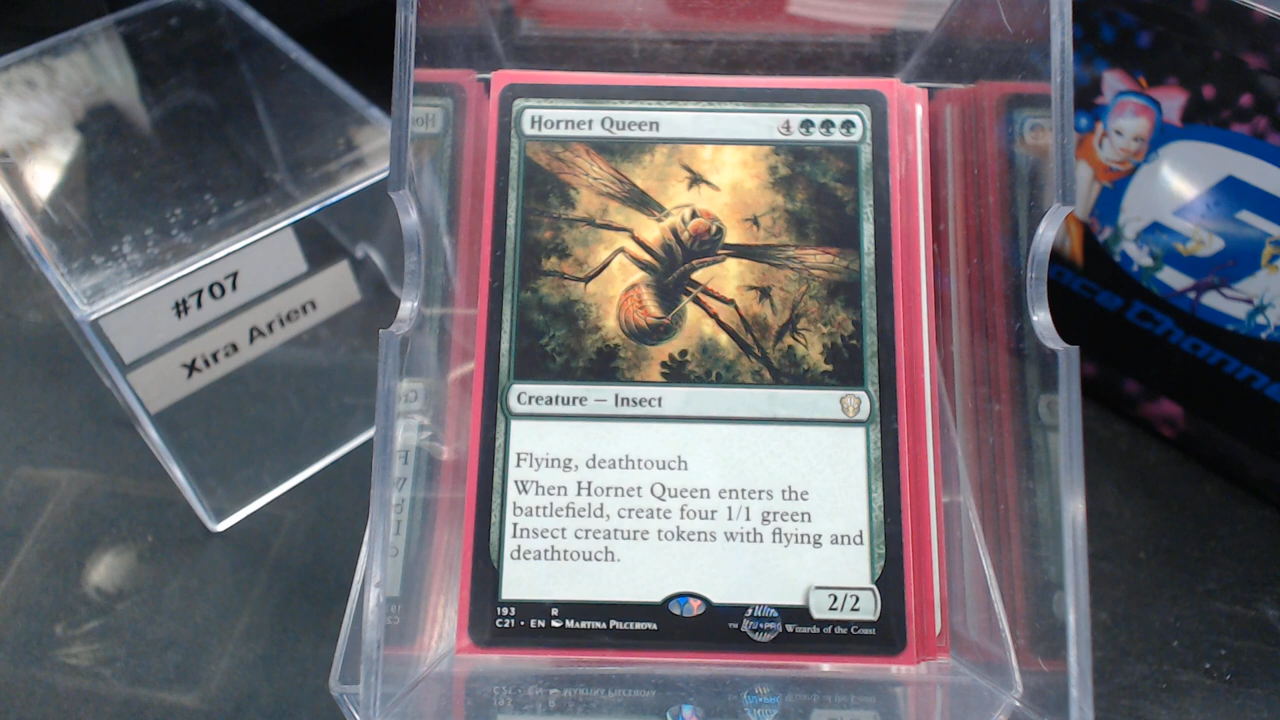 #707
Xira Arien
Hornet Queen 4
Creature — Insect
Flying, deathtouch
When Hornet Queen enters the
battlefield, create four 1/1 green
Insect creature tokens with flying and
deathtouch.
2/2
193 R
C21 • EN Martina Pilcerova
™ Wizards of the Coast
Channe